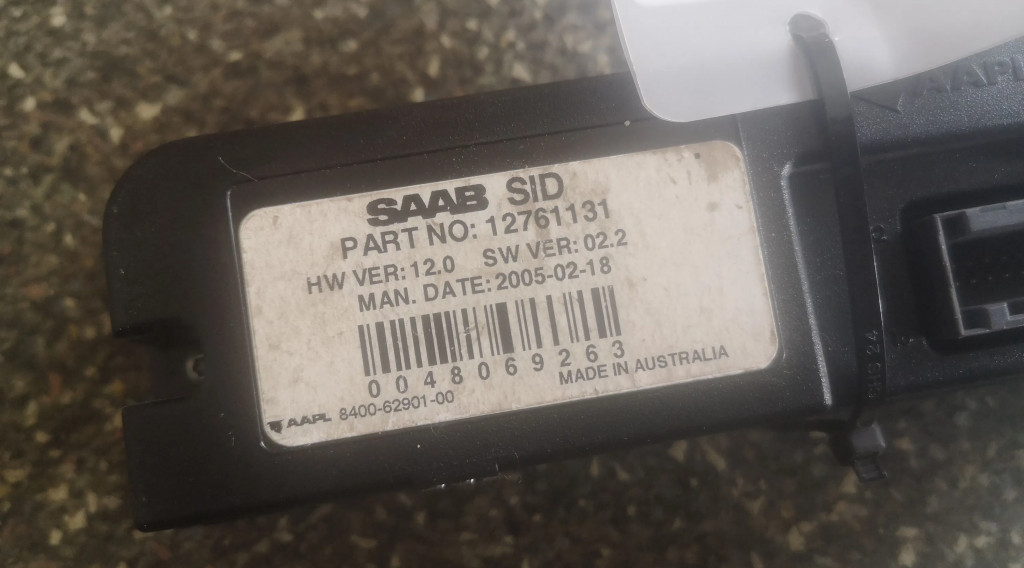 SAAB SID
PART NO: 12761131
HW VER: 12.0 SW VER: 02.2
MAN. DATE: 2005-02-18
0048069263
MADE IN AUSTRALIA
AAPL 8400-62901-00
AAPL